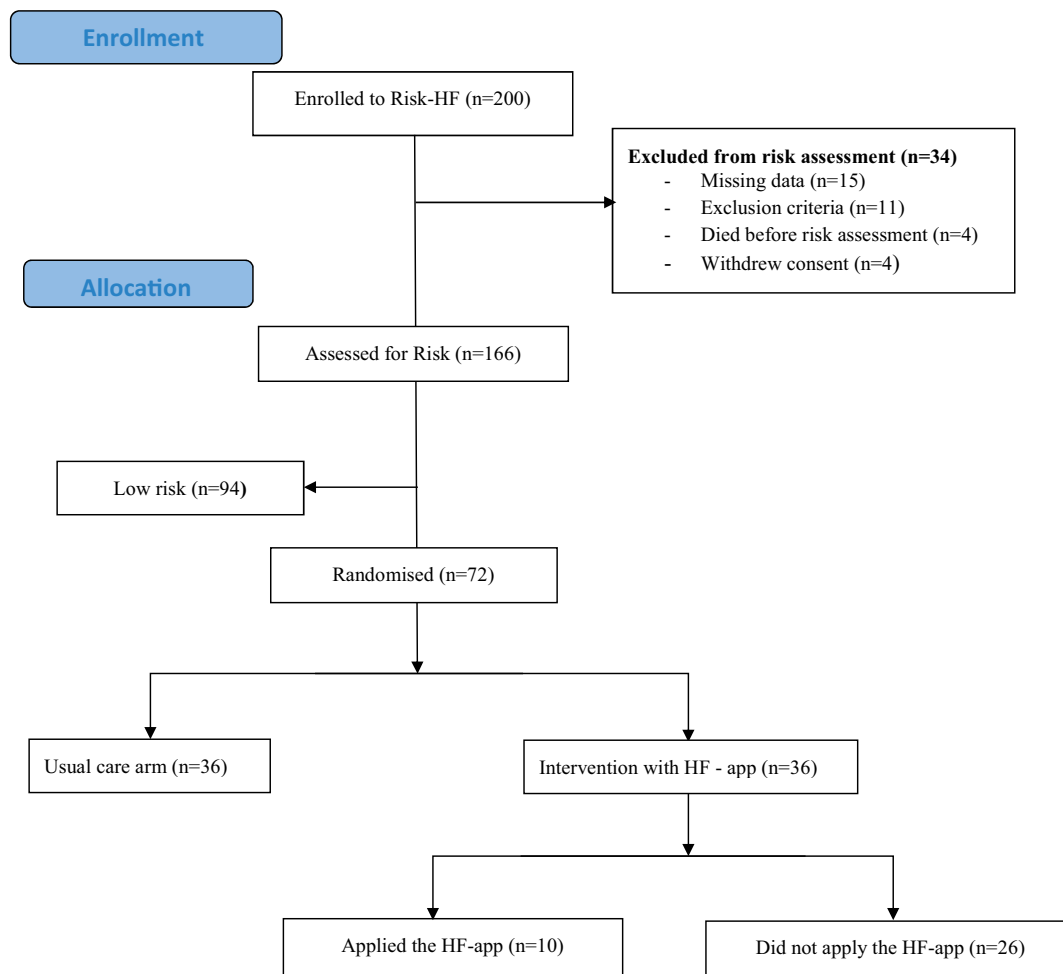 Enrollment
Enrolled to Risk-HF (n=200)
Excluded from risk assessment (n=34)
- Missing data (n=15)
- Exclusion criteria (n=11)
- Died before risk assessment (n=4)
- Withdrew consent (n=4)
Allocation
Assessed for Risk (n=166)
Low risk (n=94)
Randomised (n=72)
Usual care arm (n=36)
Intervention with HF - app (n=36)
Applied the HF-app (n=10)
Did not apply the HF-app (n=26)